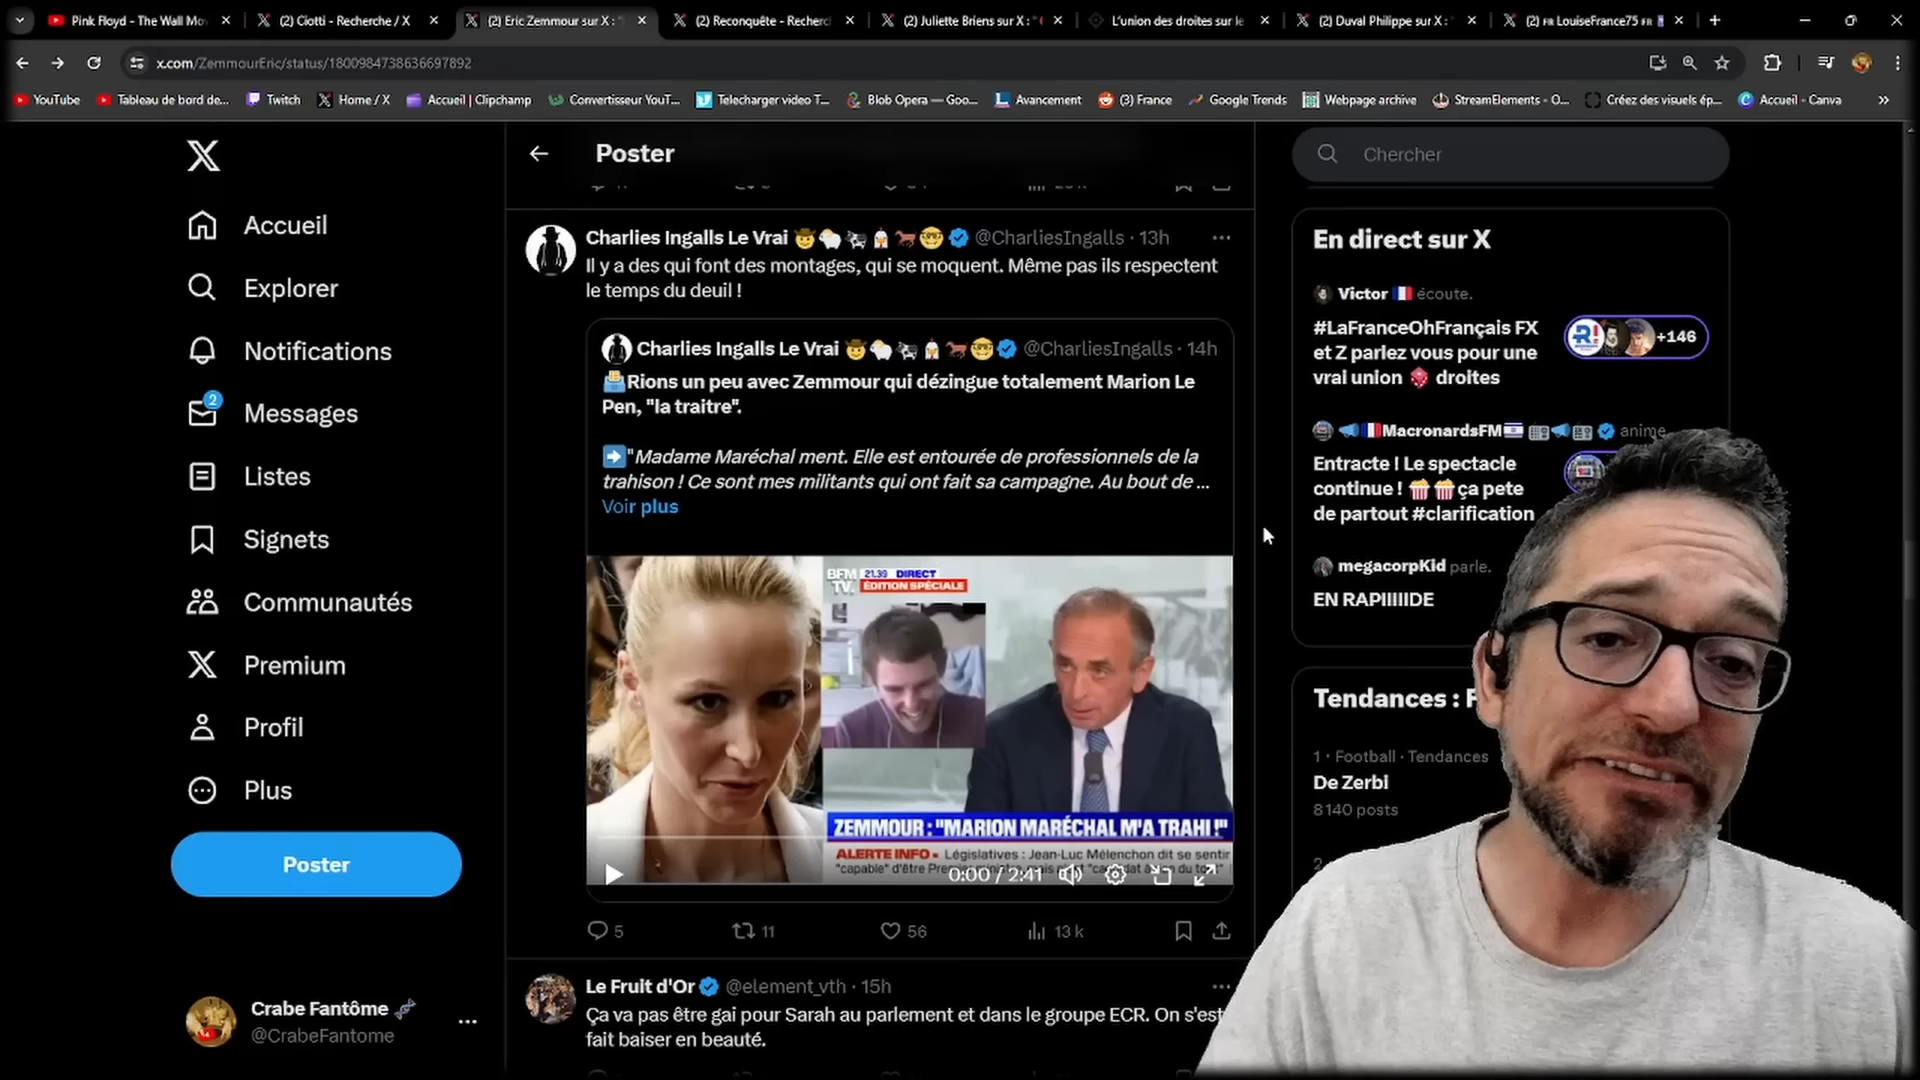 Pink Floyd - The Wall Mov
(2) Ciotti - Recherche / X
(2) Eric Zemmour sur X : "
(2) Reconquête - Recherc
(2) Juliette Briens sur X : "
L'union des droites sur le
(2) Duval Philippe sur X :
(2) FR LouiseFrance75 FR
x.com/ZemmourEric/status/1800984738636697892
YouTube
Tableau de bord de...
Twitch
Home / X
Accueil | Clipchamp
Convertisseur YouT...
Telecharger video T...
Blob Opera — Goo...
Avancement
(3) France
Google Trends
Webpage archive
StreamElements - O...
Créez des visuels ép...
Accueil - Canva
Accueil
Explorer
Notifications
2
Messages
Listes
Signets
Communautés
Premium
Profil
Plus
Poster
Crabe Fantôme
@CrabeFantome
Poster
Charlies Ingalls Le Vrai @CharliesIngalls · 13h
Il y a des qui font des montages, qui se moquent. Même pas ils respectent
le temps du deuil !
Charlies Ingalls Le Vrai @CharliesIngalls · 14h
Rions un peu avec Zemmour qui dézingue totalement Marion Le
Pen, "la traitre".
"Madame Maréchal ment. Elle est entourée de professionnels de la
trahison ! Ce sont mes militants qui ont fait sa campagne. Au bout de ...
Voir plus
BFM
TV.
21.39 DIRECT
ÉDITION SPÉCIALE
ZEMMOUR : "MARION MARÉCHAL M'A TRAHI !"
ALERTE INFO Législatives : Jean-Luc Mélenchon dit se sentir
"capable" d'être
0:00 / 2:41
5
11
56
13 k
Le Fruit d'Or @element_vth · 15h
Ça va pas être gai pour Sarah au parlement et dans le groupe ECR. On s'est
fait baiser en beauté.
Chercher
En direct sur X
Victor écoute.
#LaFranceOhFrançais FX
et Z parlez vous pour une
vrai union droites
R!
+146
MacronardsFM anime
Entracte ! Le spectacle
continue ! ça pete
de partout #clarification
megacorpKid parle.
EN RAPIIIIIDE
Tendances :
1 · Football · Tendances
De Zerbi
8 140 posts